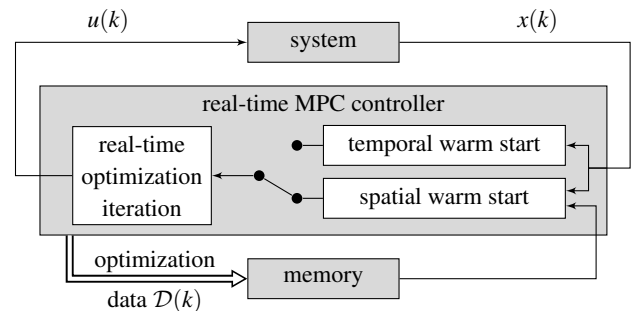 u(k)
system
x(k)
real-time MPC controller
real-time
optimization
iteration
temporal warm start
spatial warm start
optimization
data 𝒟(k)
memory